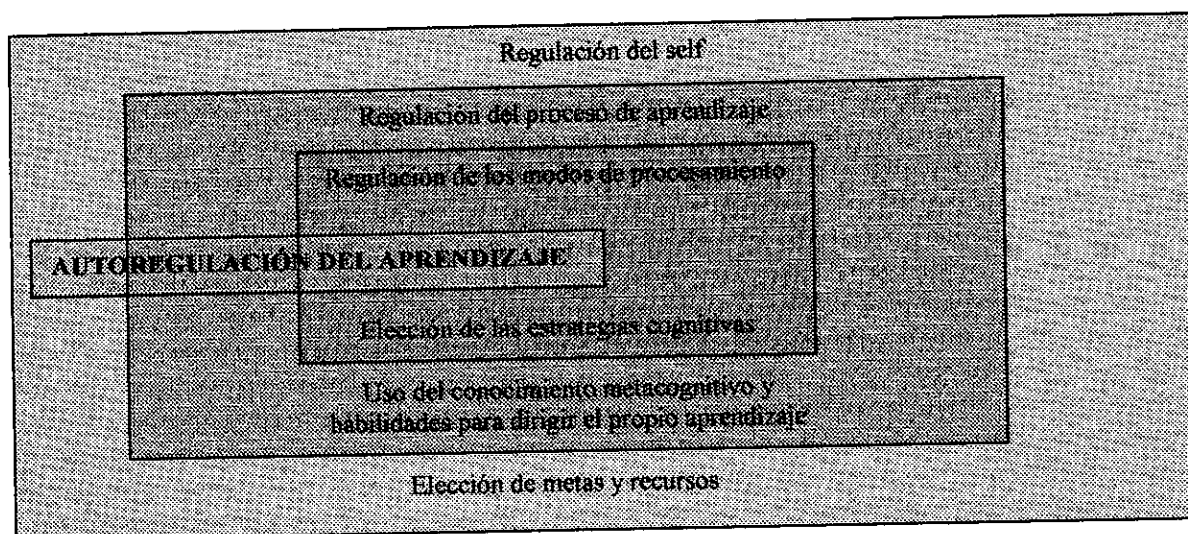 Regulación del self
Regulación del proceso de aprendizaje
Regulación de los modos de procesamiento
AUTOREGULACIÓN DEL APRENDIZAJE
Elección de las estrategias cognitivas
Uso del conocimiento metacognitivo y
habilidades para dirigir el propio aprendizaje
Elección de metas y recursos